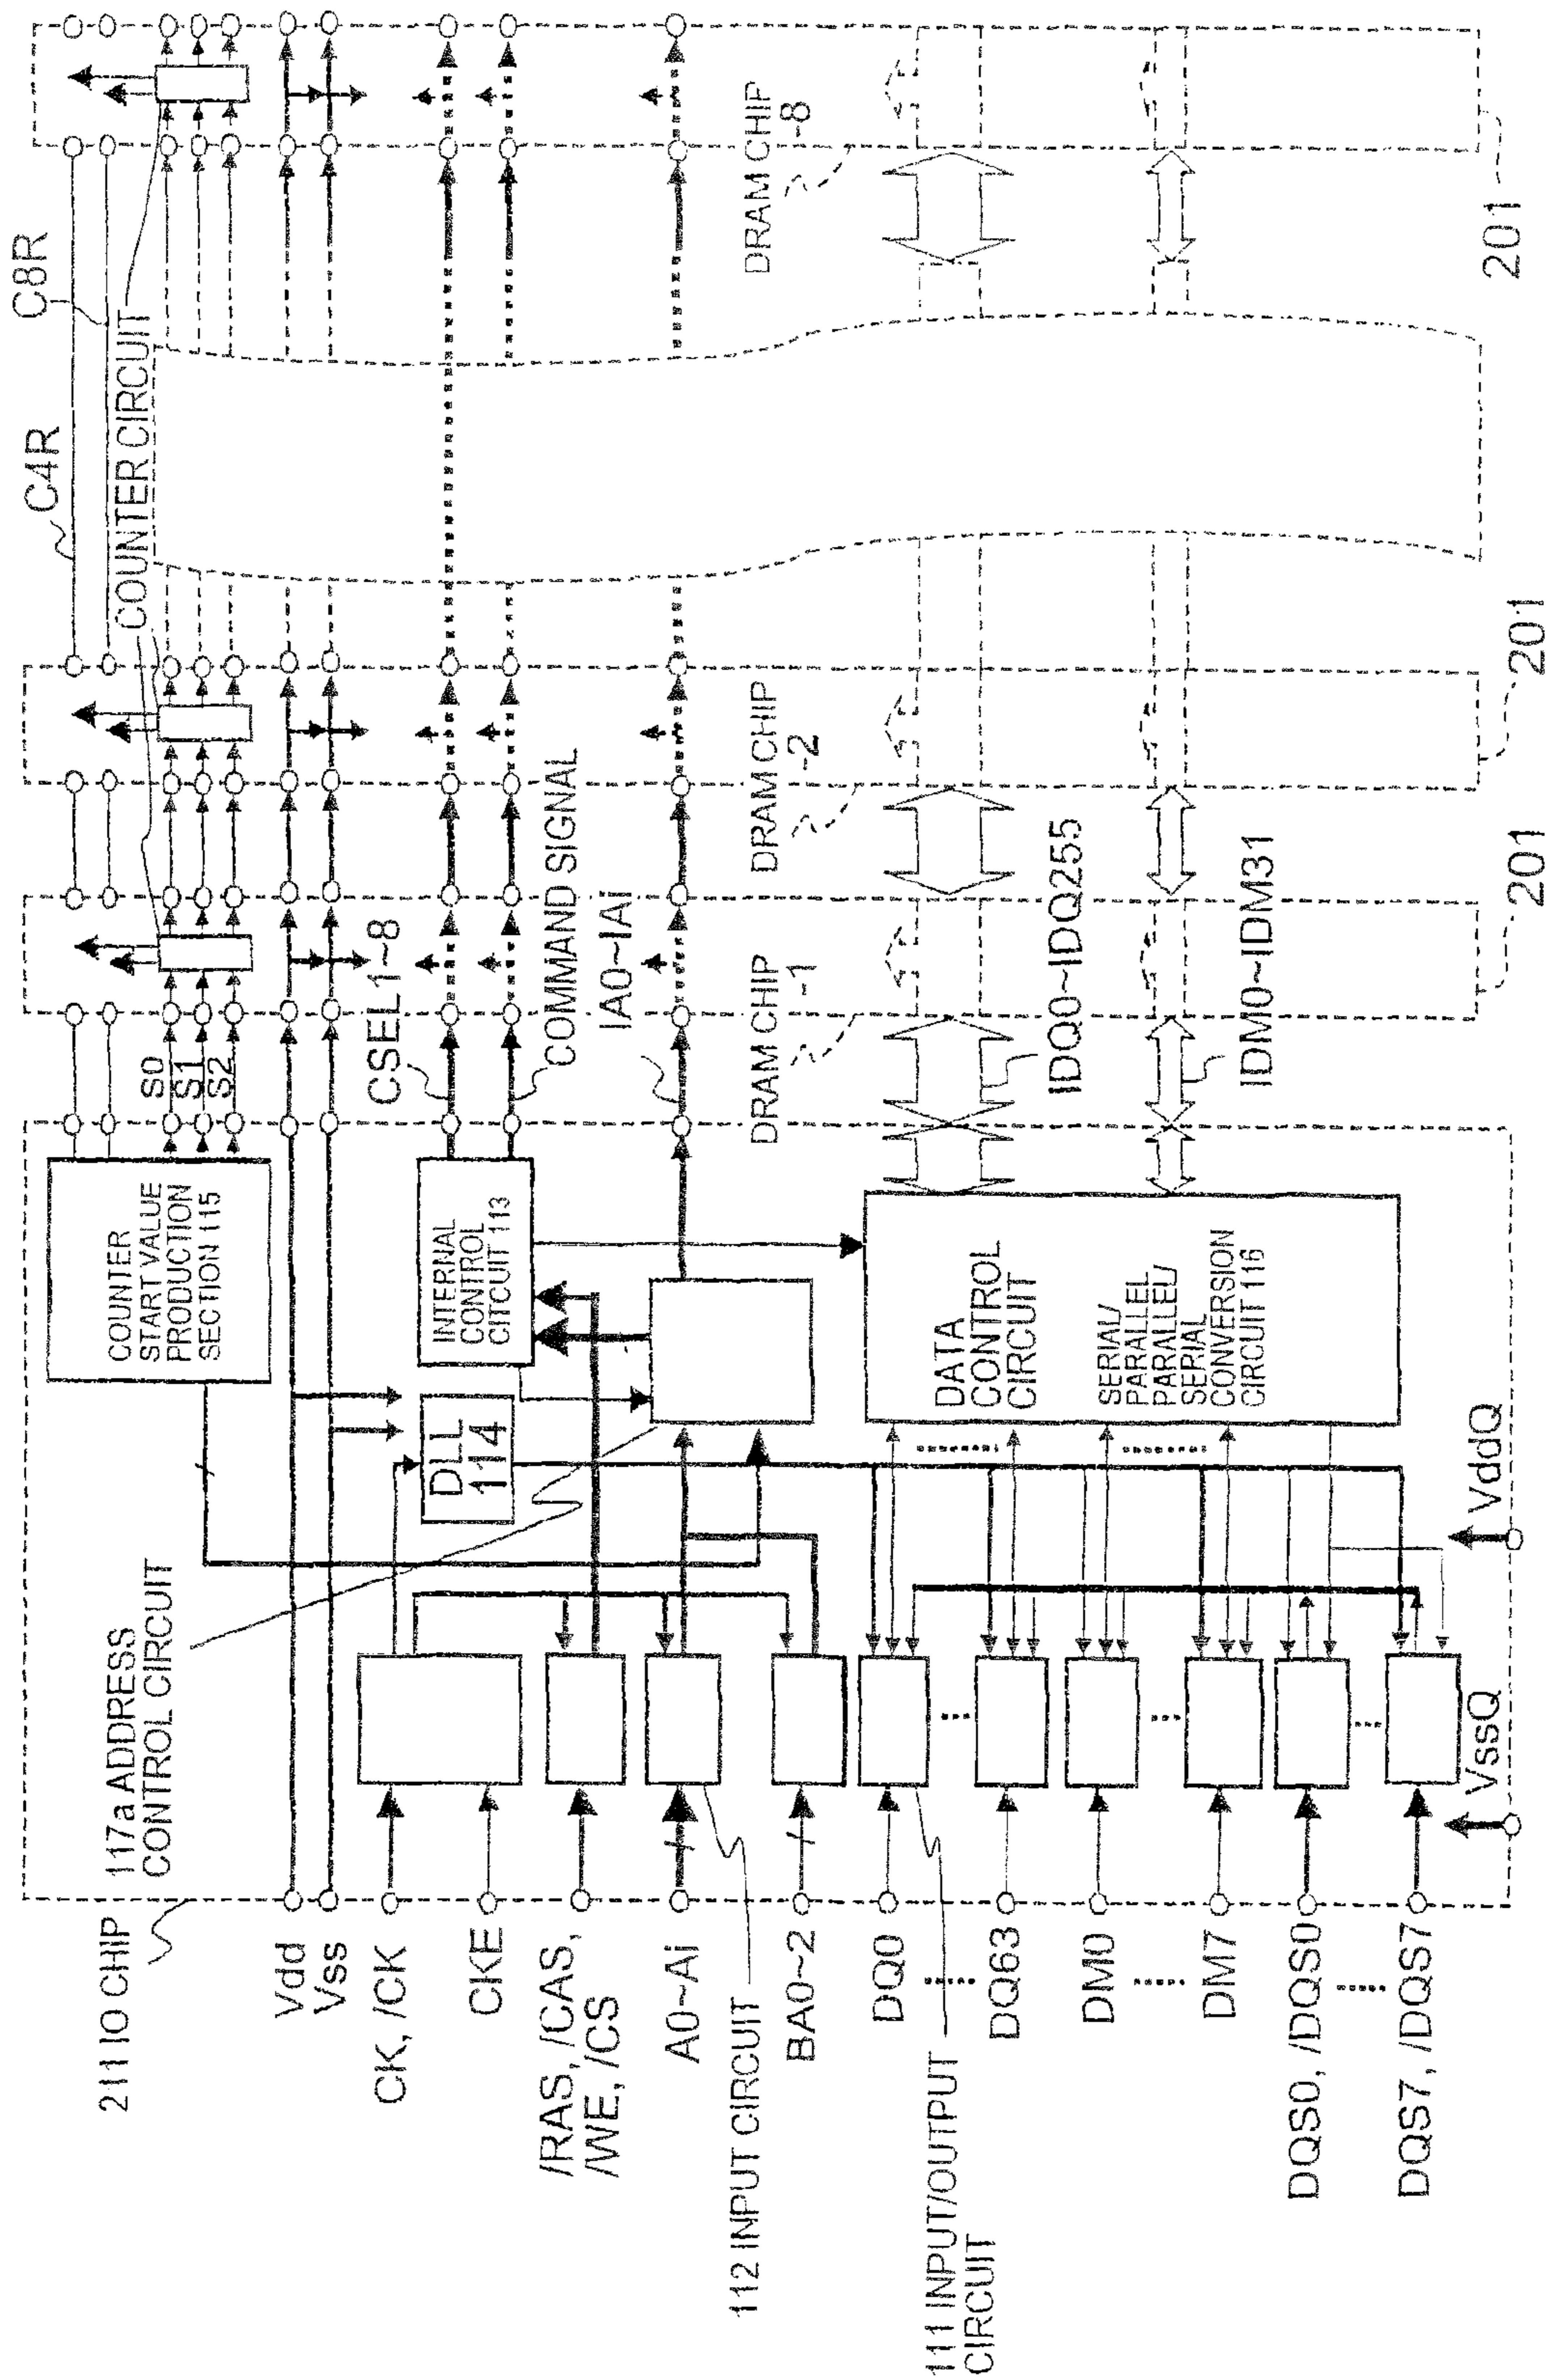 211 IO CHIP
117a ADDRESS
CONTROL CIRCUIT
COUNTER
START VALUE
PRODUCTION
SECTION 115
S0
S1
S2
C4R
C8R
COUNTER CIRCUIT
Vdd
Vss
CK, /CK
CKE
/RAS, /CAS,
/WE, /CS
A0~Ai
BA0~2
DQ0
DQ63
DM0
DM7
DQS0, /DQS0
DQS7, /DQS7
112 INPUT CIRCUIT
111 INPUT/OUTPUT
CIRCUIT
DLL
114
INTERNAL
CONTROL
CITCUIT 113
CSEL1~8
COMMAND SIGNAL
IA0~IAi
DATA
CONTROL
CIRCUIT
SERIAL/
PARALLEL
PARALLEL/
SERIAL
CONVERSION
CIRCUIT 116
DRAM CHIP
-1
DRAM CHIP
-2
DRAM CHIP
-8
IDQ0~IDQ255
IDM0~IDM31
VssQ
VddQ
201
201
201